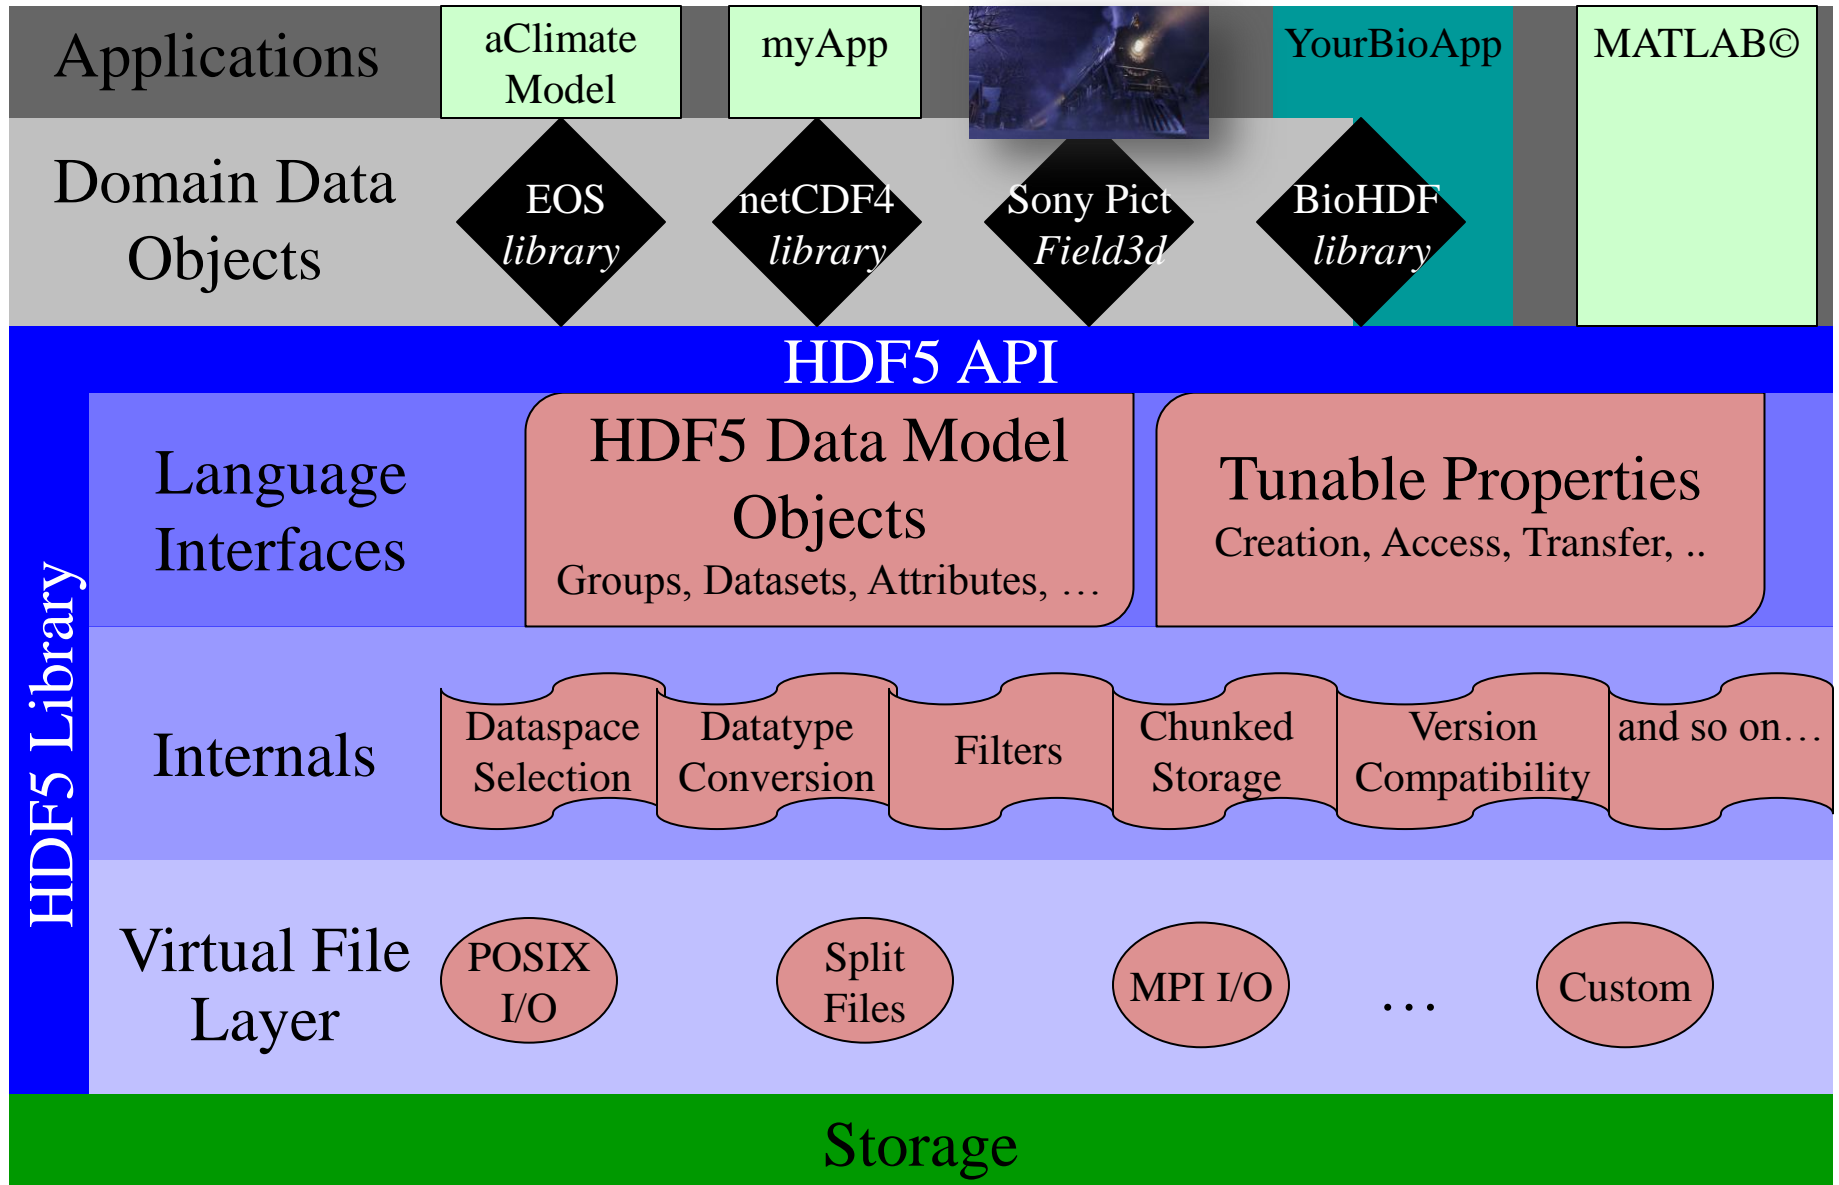 Applications
aClimate
Model
myApp
YourBioApp
MATLAB©
Domain Data
Objects
EOS
library
netCDF4
library
Sony Pict
Field3d
BioHDF
library
HDF5 API
HDF5 Library
Language
Interfaces
HDF5 Data Model
Objects
Groups, Datasets, Attributes, …
Tunable Properties
Creation, Access, Transfer, ..
Internals
Dataspace
Selection
Datatype
Conversion
Filters
Chunked
Storage
Version
Compatibility
and so on…
Virtual File
Layer
POSIX
I/O
Split
Files
MPI I/O
…
Custom
Storage